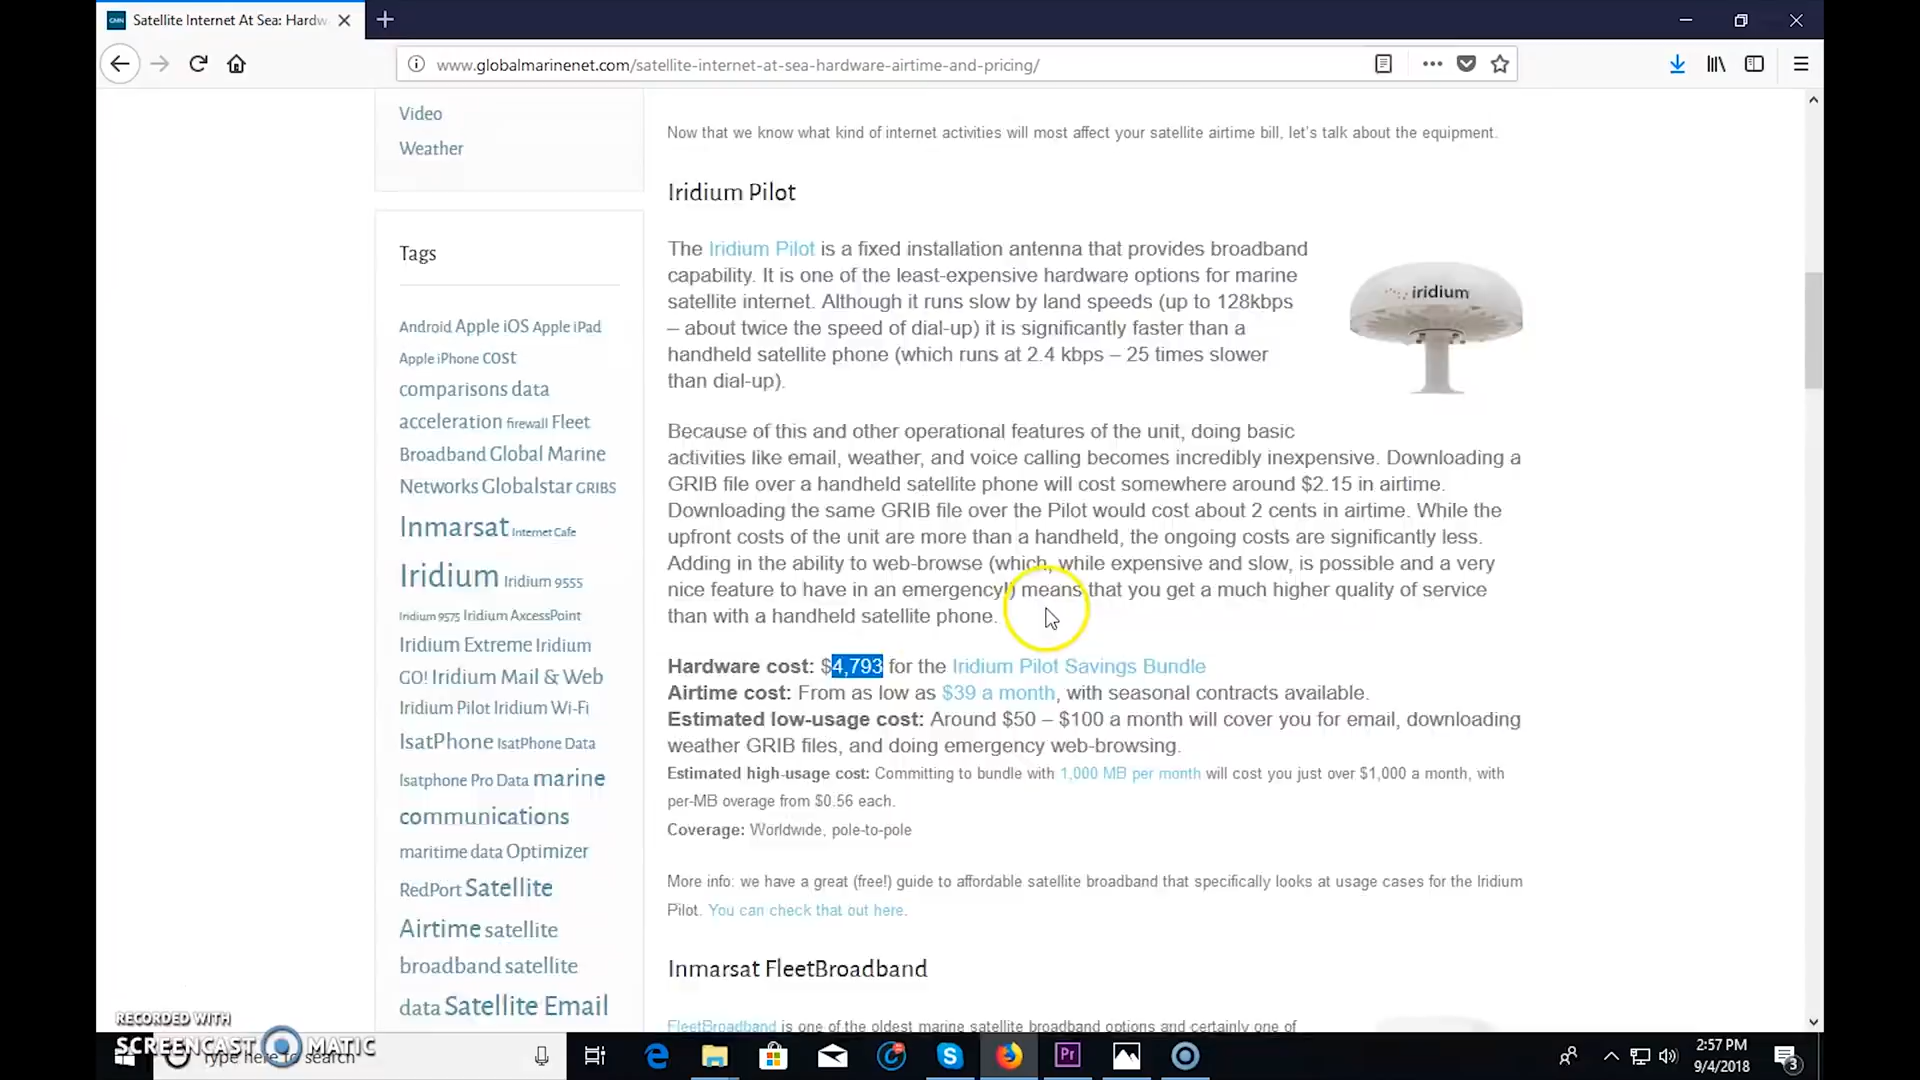 Satellite Internet At Sea: Hardw
www.globalmarinenet.com/satellite-internet-at-sea-hardware-airtime-and-pricing/
Video
Weather
Tags
Android Apple iOS Apple iPad
Apple iPhone cost
comparisons data
acceleration firewall Fleet
Broadband Global Marine
Networks Globalstar GRIBS
Inmarsat Internet Cafe
Iridium Iridium 9555
Iridium 9575 Iridium AxcessPoint
Iridium Extreme Iridium
GO! Iridium Mail & Web
Iridium Pilot Iridium Wi-Fi
IsatPhone IsatPhone Data
Isatphone Pro Data marine
communications
maritime data Optimizer
RedPort Satellite
Airtime satellite
broadband satellite
data Satellite Email
Now that we know what kind of internet activities will most affect your satellite airtime bill, let's talk about the equipment.
Iridium Pilot
The Iridium Pilot is a fixed installation antenna that provides broadband
capability. It is one of the least-expensive hardware options for marine
satellite internet. Although it runs slow by land speeds (up to 128kbps
– about twice the speed of dial-up) it is significantly faster than a
handheld satellite phone (which runs at 2.4 kbps – 25 times slower
than dial-up).
iridium
Because of this and other operational features of the unit, doing basic
activities like email, weather, and voice calling becomes incredibly inexpensive. Downloading a
GRIB file over a handheld satellite phone will cost somewhere around $2.15 in airtime.
Downloading the same GRIB file over the Pilot would cost about 2 cents in airtime. While the
upfront costs of the unit are more than a handheld, the ongoing costs are significantly less.
Adding in the ability to web-browse (which, while expensive and slow, is possible and a very
nice feature to have in an emergency!) means that you get a much higher quality of service
than with a handheld satellite phone.
Hardware cost: $4,793 for the Iridium Pilot Savings Bundle
Airtime cost: From as low as $39 a month, with seasonal contracts available.
Estimated low-usage cost: Around $50 – $100 a month will cover you for email, downloading
weather GRIB files, and doing emergency web-browsing.
Estimated high-usage cost: Committing to bundle with 1,000 MB per month will cost you just over $1,000 a month, with
per-MB overage from $0.56 each.
Coverage: Worldwide, pole-to-pole
More info: we have a great (free!) guide to affordable satellite broadband that specifically looks at usage cases for the Iridium
Pilot. You can check that out here.
Inmarsat FleetBroadband
FleetBroadband is one of the oldest marine satellite broadband options and certainly one of
RECORDED WITH
SCREENCAST MATIC
Type here to search
2:57 PM
9/4/2018
3